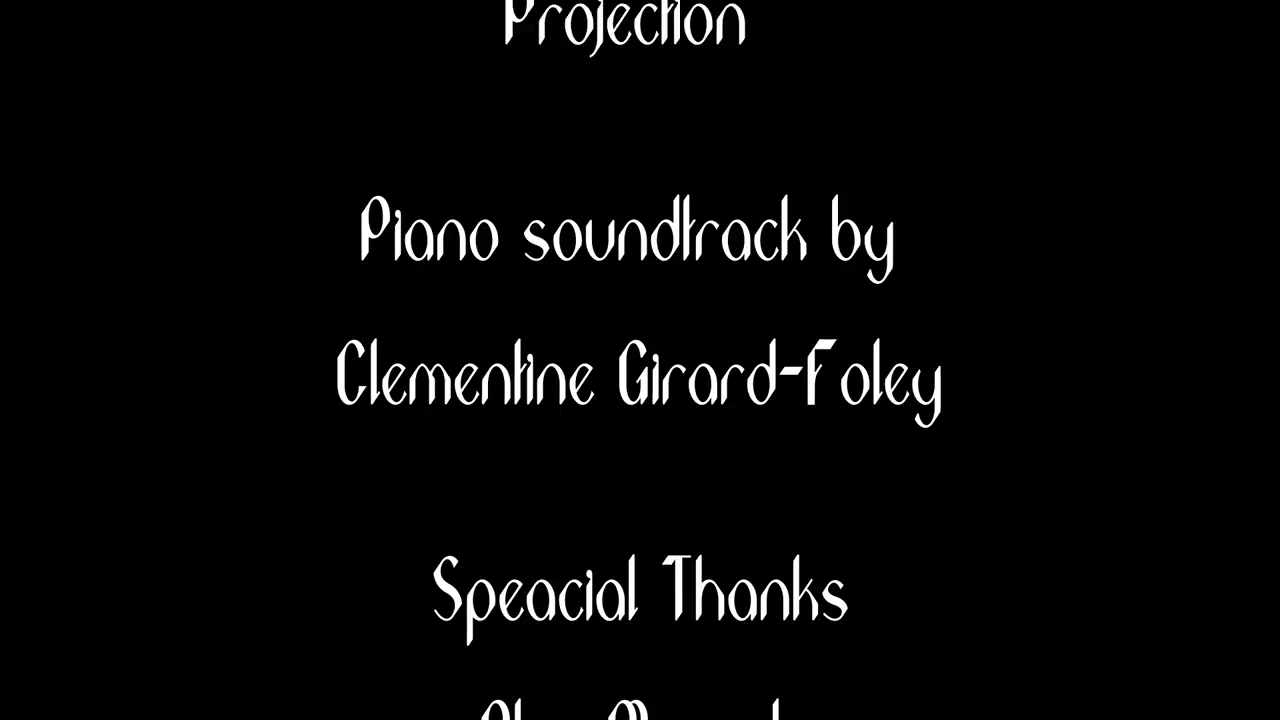 Projection
Piano soundtrack by
Clementine Girard-Foley
Speacial Thanks